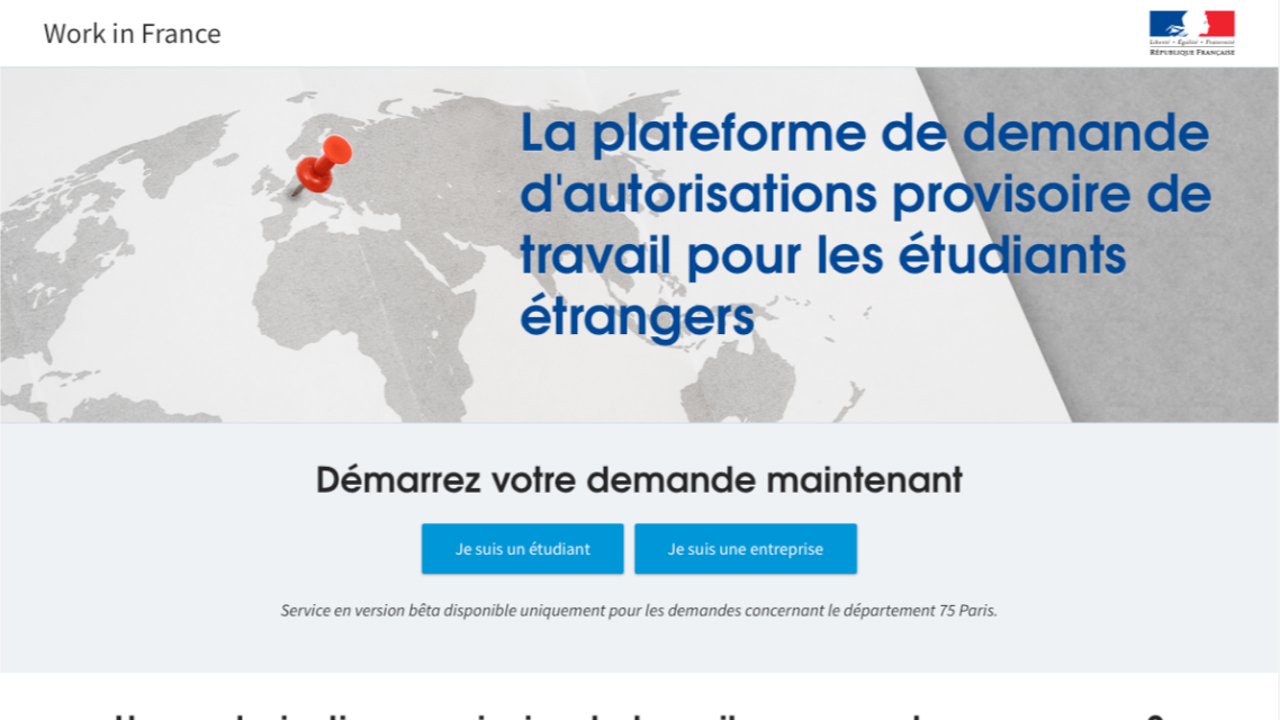 Work in France
Liberté • Égalité • Fraternité
RÉPUBLIQUE FRANÇAISE
La plateforme de demande
d'autorisations provisoire de
travail pour les étudiants
étrangers
Démarrez votre demande maintenant
Je suis un étudiant
Je suis une entreprise
Service en version bêta disponible uniquement pour les demandes concernant le département 75 Paris.